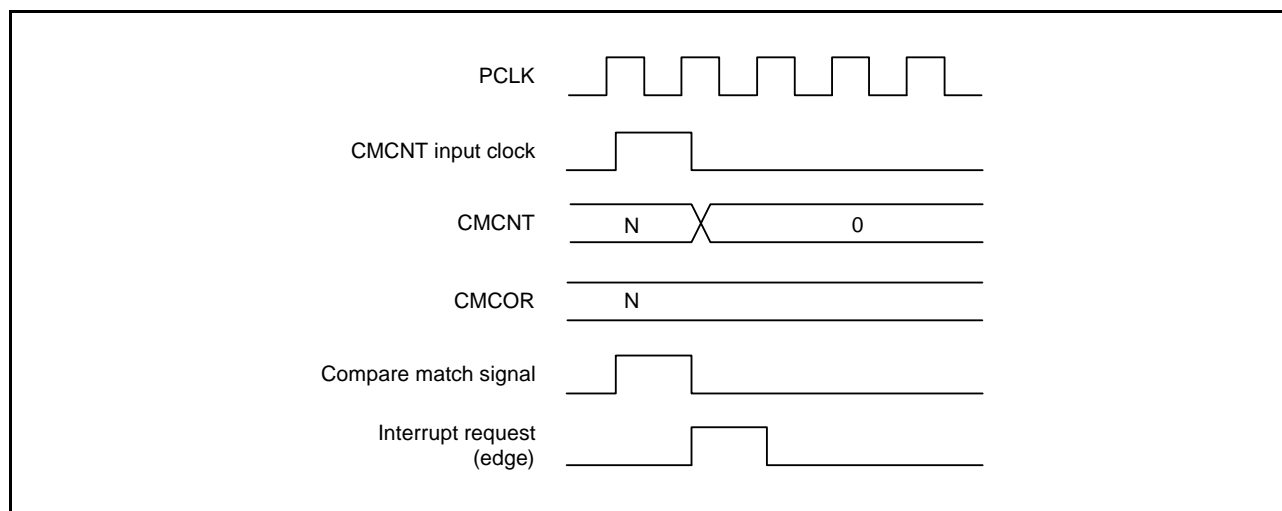 PCLK
CMCNT input clock
CMCNT
N
0
CMCOR
N
Compare match signal
Interrupt request
(edge)